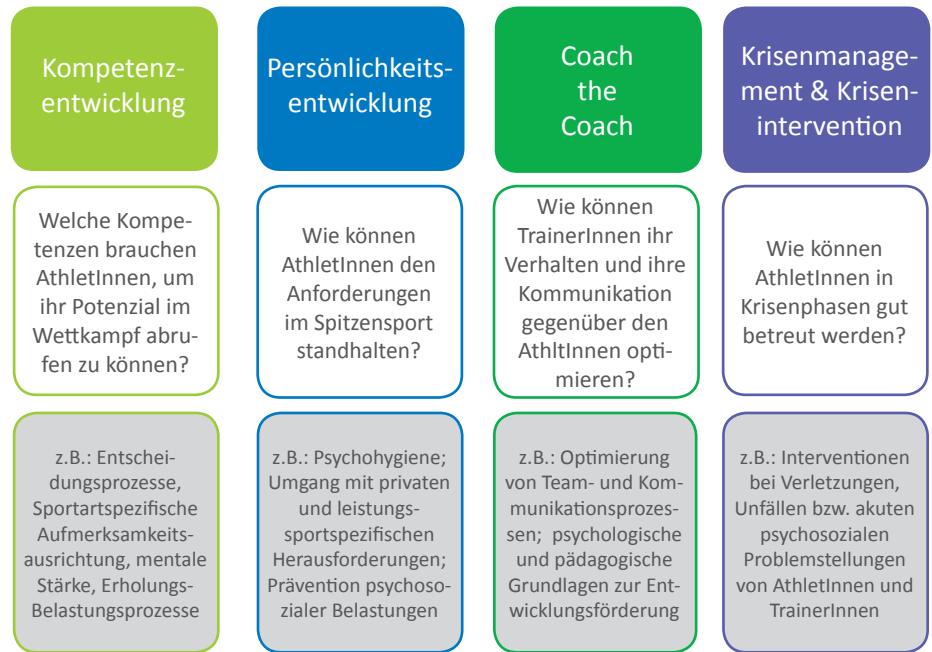 Kompetenz-
entwicklung
Welche Kompe-
tenzen brauchen
AthletInnen, um
ihr Potenzial im
Wettkampf abru-
fen zu können?
z.B.: Entschei-
dungsprozesse,
Sportartspezifische
Aufmerksamkeits-
ausrichtung, mentale
Stärke, Erholungs-
Belastungsprozesse
Persönlichkeits-
entwicklung
Wie können
AthletInnen den
Anforderungen
im Spitzensport
standhalten?
z.B.: Psychohygiene;
Umgang mit privaten
und leistungs-
sportspezifischen
Herausforderungen;
Prävention psychoso-
zialer Belastungen
Coach
the
Coach
Wie können
TrainerInnen ihr
Verhalten und ihre
Kommunikation
gegenüber den
AthltInnen opti-
mieren?
z.B.: Optimierung
von Team- und Kom-
munikationsprozes-
sen; psychologische
und pädagogische
Grundlagen zur Ent-
wicklungsförderung
Krisenmanage-
ment & Krisen-
intervention
Wie können
AthletInnen in
Krisenphasen gut
betreut werden?
z.B.: Interventionen
bei Verletzungen,
Unfällen bzw. akuten
psychosozialen
Problemstellungen
von AthletInnen und
TrainerInnen